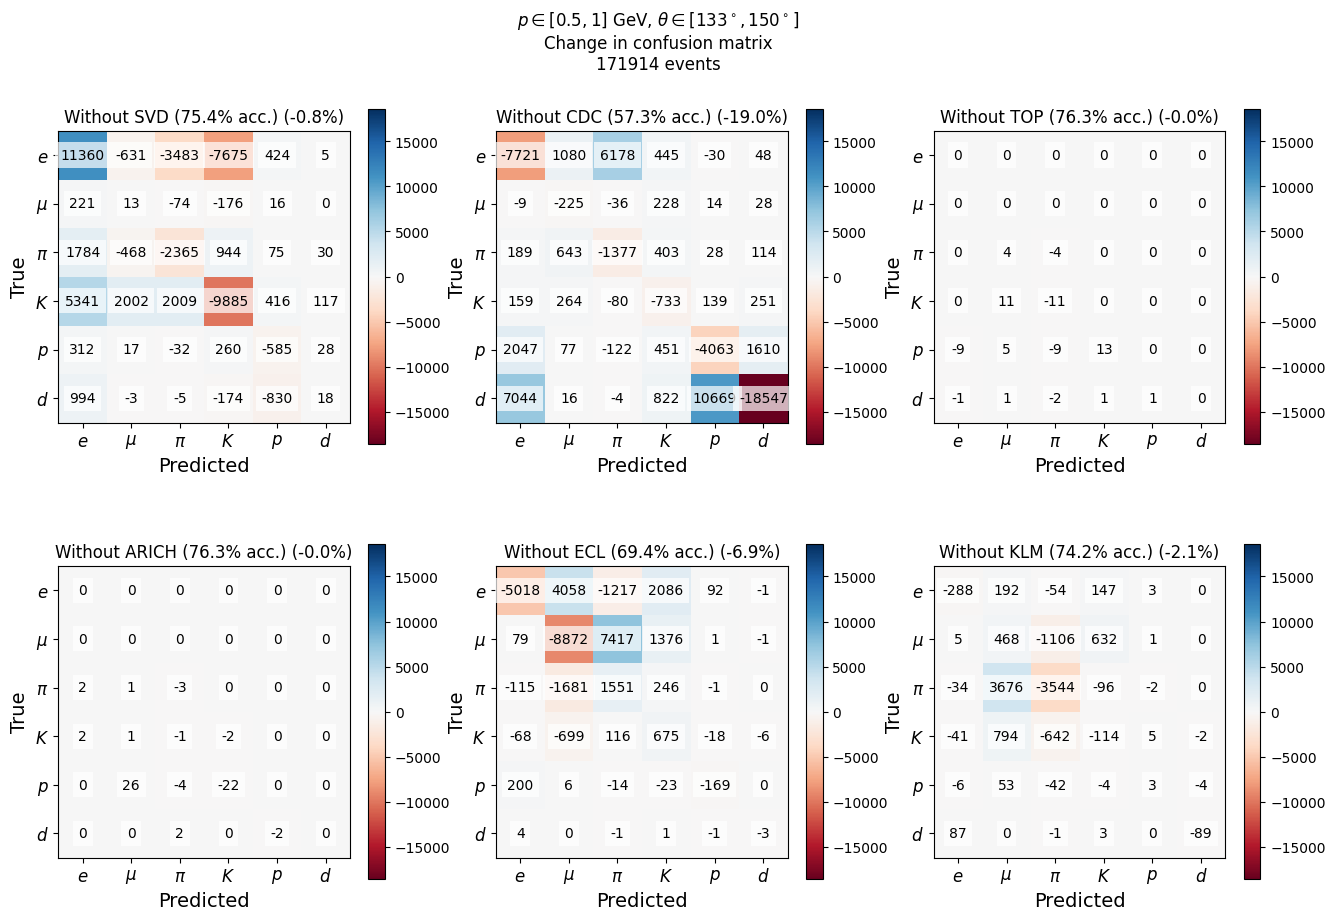 p ∈ [0.5, 1] GeV, θ ∈ [133°, 150°]
Change in confusion matrix
171914 events
Without SVD (75.4% acc.) (-0.8%)
e 11360 -631 -3483 -7675 424 5
μ 221 13 -74 -176 16 0
π 1784 -468 -2365 944 75 30
K 5341 2002 2009 -9885 416 117
p 312 17 -32 260 -585 28
d 994 -3 -5 -174 -830 18
e μ π K p d
Predicted
True
15000
10000
5000
0
−5000
−10000
−15000
Without CDC (57.3% acc.) (-19.0%)
e -7721 1080 6178 445 -30 48
μ -9 -225 -36 228 14 28
π 189 643 -1377 403 28 114
K 159 264 -80 -733 139 251
p 2047 77 -122 451 -4063 1610
d 7044 16 -4 822 10669 -18547
e μ π K p d
Predicted
True
15000
10000
5000
0
−5000
−10000
−15000
Without TOP (76.3% acc.) (-0.0%)
e 0 0 0 0 0 0
μ 0 0 0 0 0 0
π 0 4 -4 0 0 0
K 0 11 -11 0 0 0
p -9 5 -9 13 0 0
d -1 1 -2 1 1 0
e μ π K p d
Predicted
True
15000
10000
5000
0
−5000
−10000
−15000
Without ARICH (76.3% acc.) (-0.0%)
e 0 0 0 0 0 0
μ 0 0 0 0 0 0
π 2 1 -3 0 0 0
K 2 1 -1 -2 0 0
p 0 26 -4 -22 0 0
d 0 0 2 0 -2 0
e μ π K p d
Predicted
True
15000
10000
5000
0
−5000
−10000
−15000
Without ECL (69.4% acc.) (-6.9%)
e -5018 4058 -1217 2086 92 -1
μ 79 -8872 7417 1376 1 -1
π -115 -1681 1551 246 -1 0
K -68 -699 116 675 -18 -6
p 200 6 -14 -23 -169 0
d 4 0 -1 1 -1 -3
e μ π K p d
Predicted
True
15000
10000
5000
0
−5000
−10000
−15000
Without KLM (74.2% acc.) (-2.1%)
e -288 192 -54 147 3 0
μ 5 468 -1106 632 1 0
π -34 3676 -3544 -96 -2 0
K -41 794 -642 -114 5 -2
p -6 53 -42 -4 3 -4
d 87 0 -1 3 0 -89
e μ π K p d
Predicted
True
15000
10000
5000
0
−5000
−10000
−15000